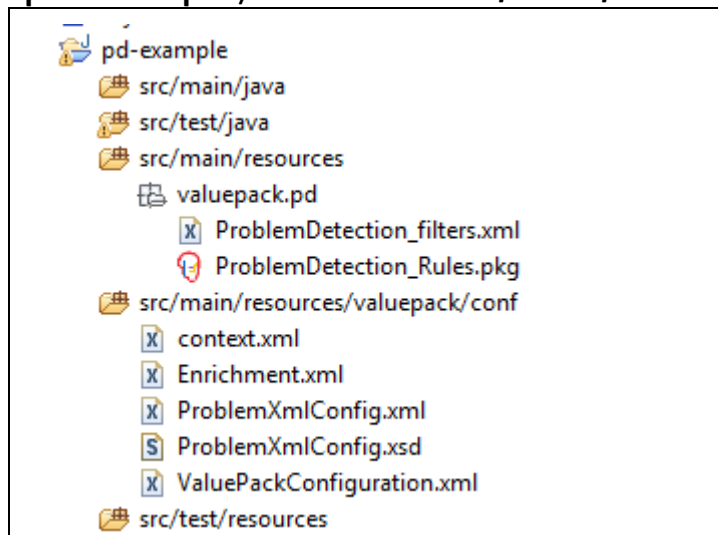 pd-example
src/main/java
src/test/java
src/main/resources
valuepack.pd
ProblemDetection_filters.xml
ProblemDetection_Rules.pkg
src/main/resources/valuepack/conf
context.xml
Enrichment.xml
ProblemXmlConfig.xml
ProblemXmlConfig.xsd
ValuePackConfiguration.xml
src/test/resources